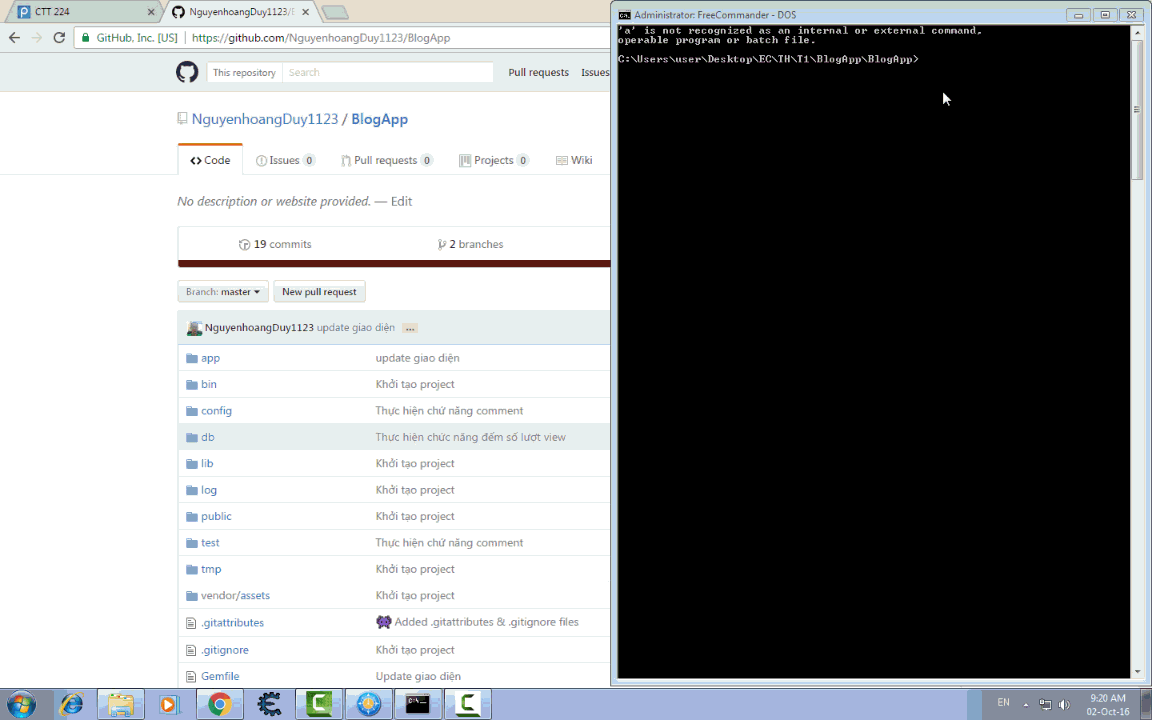 CTT 224
NguyenhoangDuy1123/
GitHub, Inc. [US]
https://github.com/NguyenhoangDuy1123/BlogApp
This repository
Search
Pull requests
Issues
NguyenhoangDuy1123 / BlogApp
Code
Issues 0
Pull requests 0
Projects 0
Wiki
No description or website provided. — Edit
19 commits
2 branches
Branch: master
New pull request
NguyenhoangDuy1123 update giao diện ...
app
update giao diện
bin
Khởi tạo project
config
Thực hiện chứ năng comment
db
Thưc hiện chức năng đếm số lượt view
lib
Khởi tạo project
log
Khởi tạo project
public
Khởi tạo project
test
Thực hiện chứ năng comment
tmp
Khởi tạo project
vendor/assets
Khởi tạo project
.gitattributes
Added .gitattributes & .gitignore files
.gitignore
Khởi tạo project
Gemfile
Update giao diện
Administrator: FreeCommander - DOS
'a' is not recognized as an internal or external command,
operable program or batch file.
C:\Users\user\Desktop\EC\TH\T1\BlogApp\BlogApp>
EN
9:20 AM
02-Oct-16